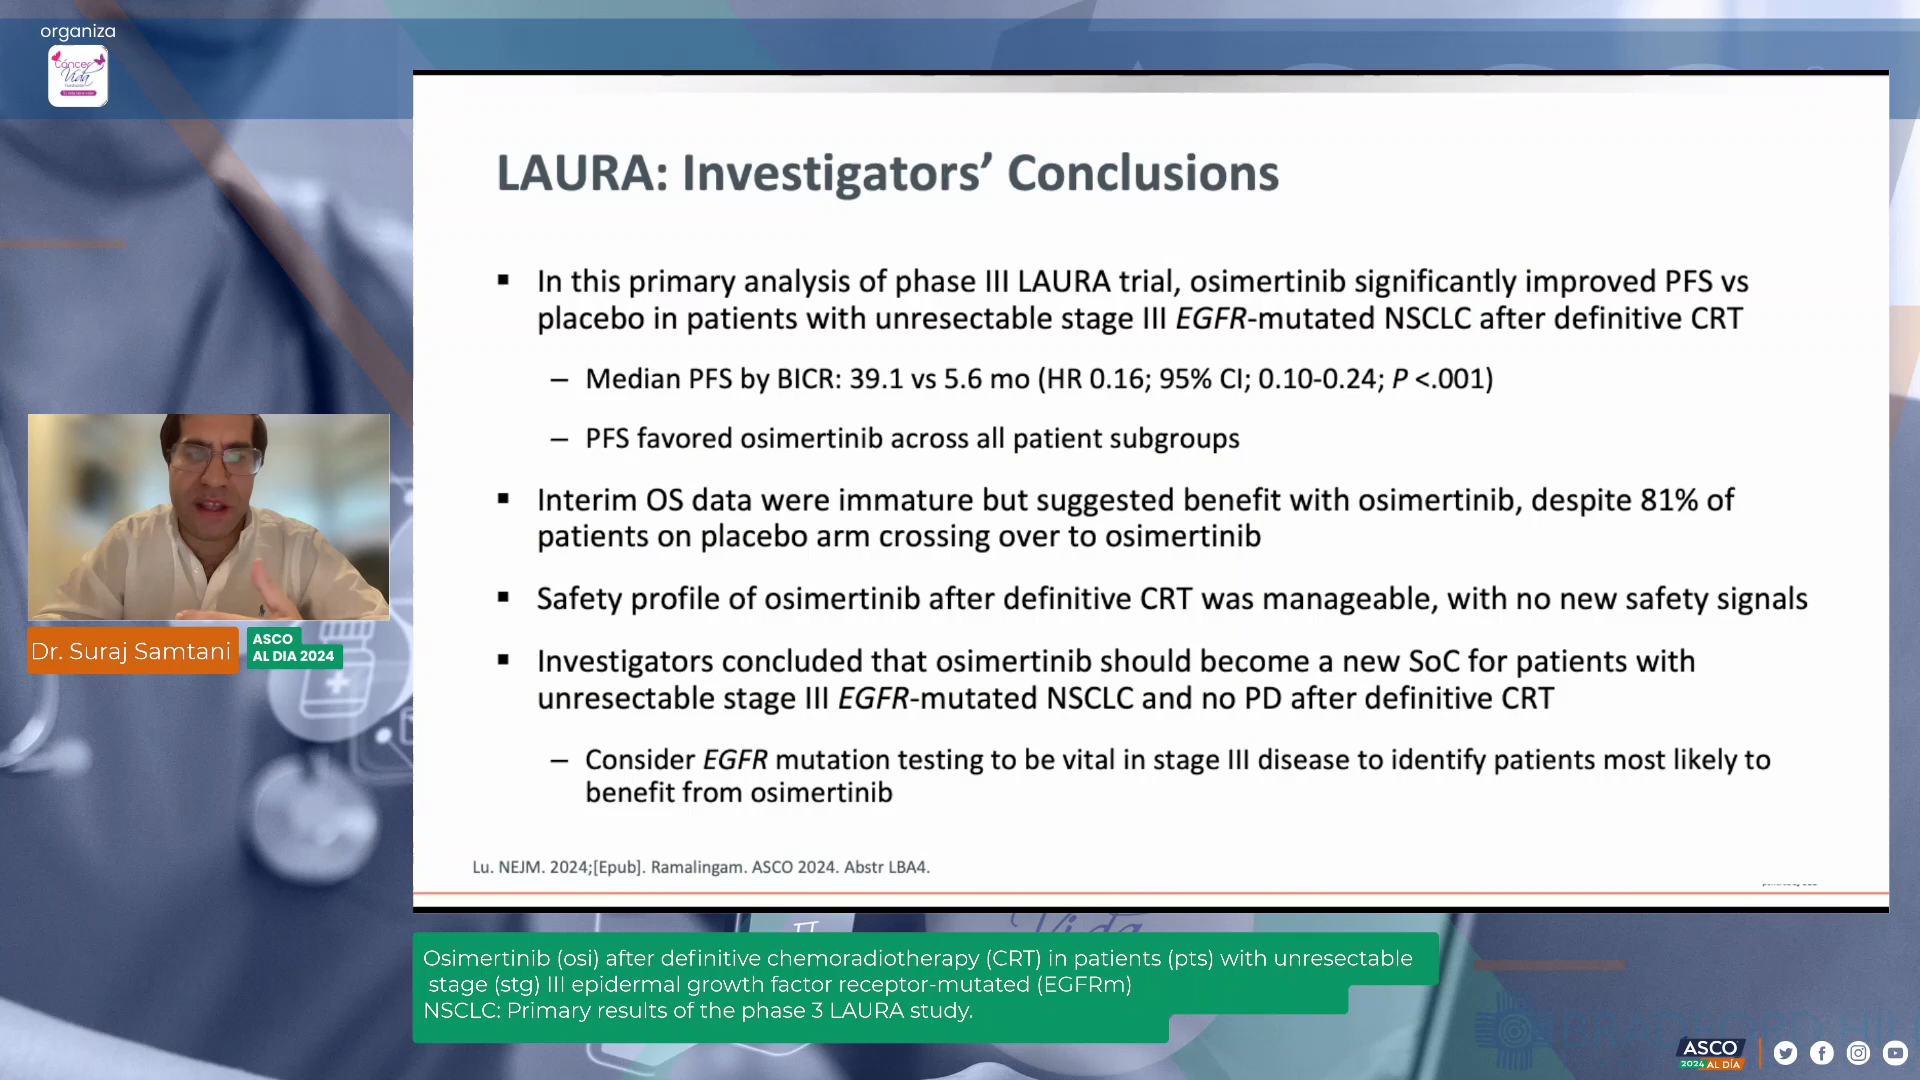 organiza
Cáncer
Vida
LAURA: Investigators’ Conclusions
▪ In this primary analysis of phase III LAURA trial, osimertinib significantly improved PFS vs
placebo in patients with unresectable stage III EGFR-mutated NSCLC after definitive CRT
– Median PFS by BICR: 39.1 vs 5.6 mo (HR 0.16; 95% CI; 0.10-0.24; P <.001)
– PFS favored osimertinib across all patient subgroups
▪ Interim OS data were immature but suggested benefit with osimertinib, despite 81% of
patients on placebo arm crossing over to osimertinib
▪ Safety profile of osimertinib after definitive CRT was manageable, with no new safety signals
▪ Investigators concluded that osimertinib should become a new SoC for patients with
unresectable stage III EGFR-mutated NSCLC and no PD after definitive CRT
– Consider EGFR mutation testing to be vital in stage III disease to identify patients most likely to
benefit from osimertinib
Lu. NEJM. 2024;[Epub]. Ramalingam. ASCO 2024. Abstr LBA4.
Dr. Suraj Samtani
ASCO
AL DIA 2024
Vida
Osimertinib (osi) after definitive chemoradiotherapy (CRT) in patients (pts) with unresectable
stage (stg) III epidermal growth factor receptor-mutated (EGFRm)
NSCLC: Primary results of the phase 3 LAURA study.
BRADFORD HILL
ASCO
2024 AL DÍA